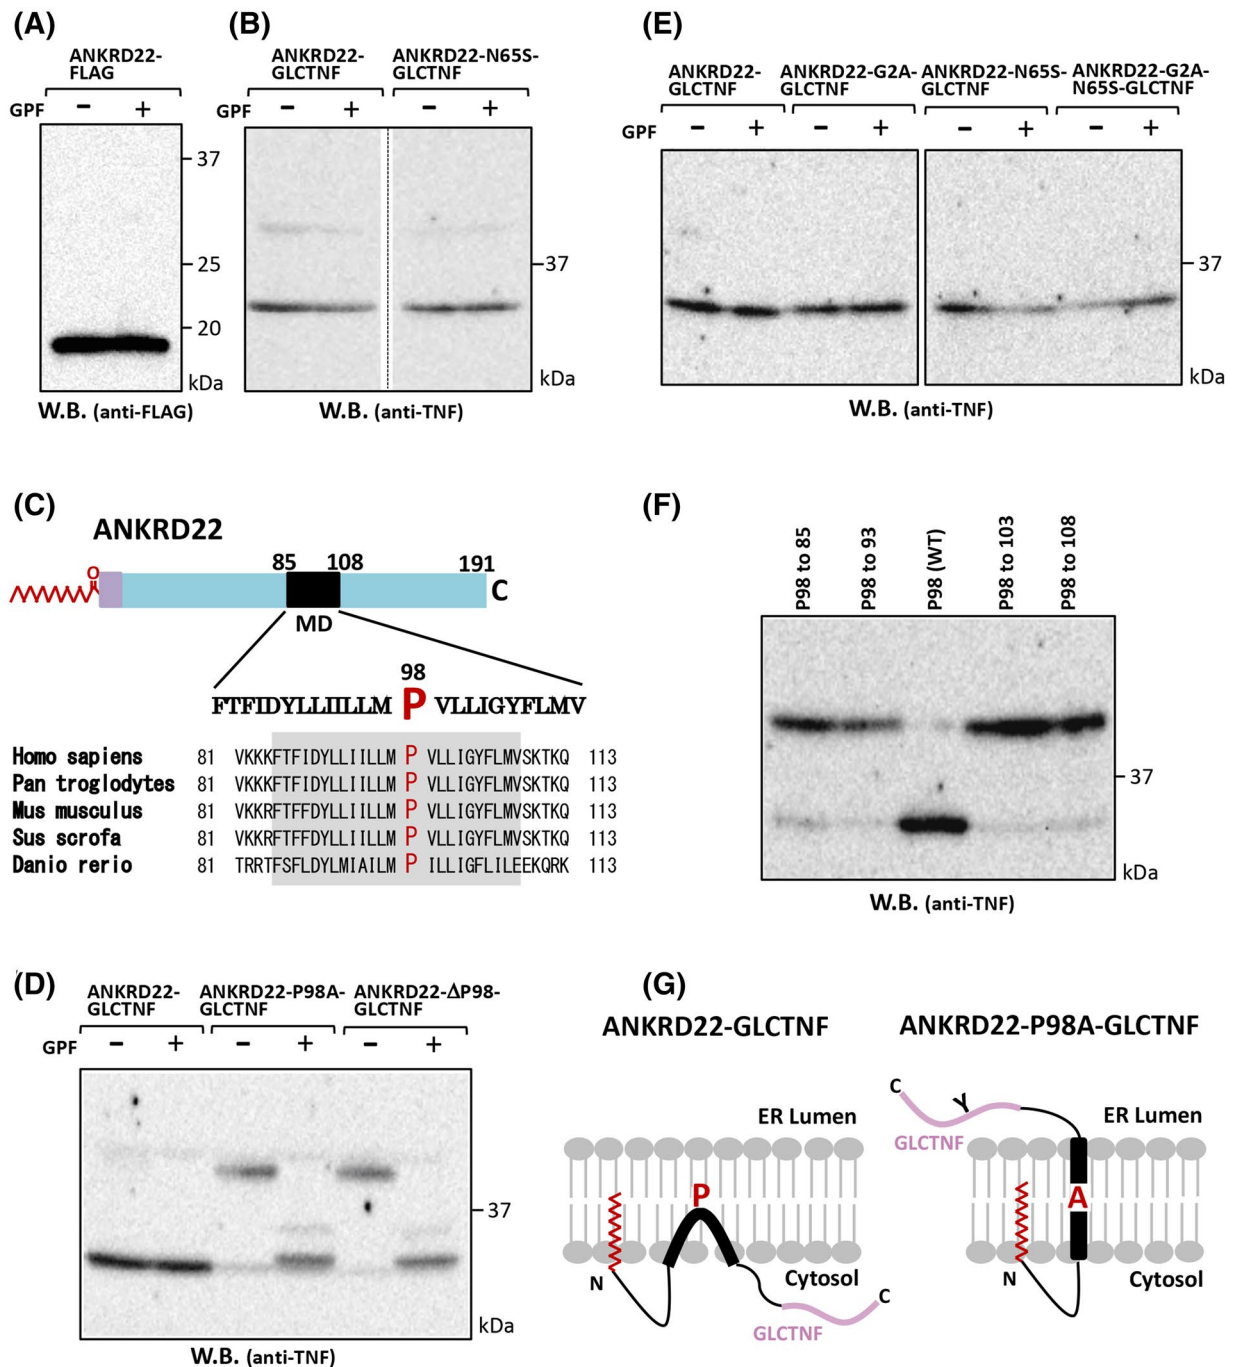 (A)
ANKRD22-
FLAG
GPF − +
37
25
20
kDa
W.B. (anti-FLAG)
(B)
ANKRD22-
GLCTNF
ANKRD22-N65S-
GLCTNF
GPF − + − +
37
kDa
W.B. (anti-TNF)
(E)
ANKRD22-
GLCTNF
ANKRD22-G2A-
GLCTNF
ANKRD22-N65S-
GLCTNF
ANKRD22-G2A-
N65S-GLCTNF
GPF − + − + − + − +
37
kDa
W.B. (anti-TNF)
(C)
ANKRD22
O
85 108 191
C
MD
98
FTFIDYLLIILLM P VLLIGYFLMV
Homo sapiens 81 VKKKFTFIDYLLIILLM P VLLIGYFLMVSKTKQ 113
Pan troglodytes 81 VKKKFTFIDYLLIILLM P VLLIGYFLMVSKTKQ 113
Mus musculus 81 VKKRFTFFDYLLIILLM P VLLIGYFLMVSKTKQ 113
Sus scrofa 81 VKKRFTFFDYLLIILLM P VLLIGYFLMVSKTKQ 113
Danio rerio 81 TRRTFSFLDYLMIAILM P ILLIGFLILEEKQRK 113
(F)
P98 to 85
P98 to 93
P98 (WT)
P98 to 103
P98 to 108
37
kDa
W.B. (anti-TNF)
(D)
ANKRD22-
GLCTNF
ANKRD22-P98A-
GLCTNF
ANKRD22-ΔP98-
GLCTNF
GPF − + − + − +
37
kDa
W.B. (anti-TNF)
(G)
ANKRD22-GLCTNF
ER Lumen
P
N
Cytosol
C
GLCTNF
ANKRD22-P98A-GLCTNF
C
Y
ER Lumen
GLCTNF
A
N
Cytosol